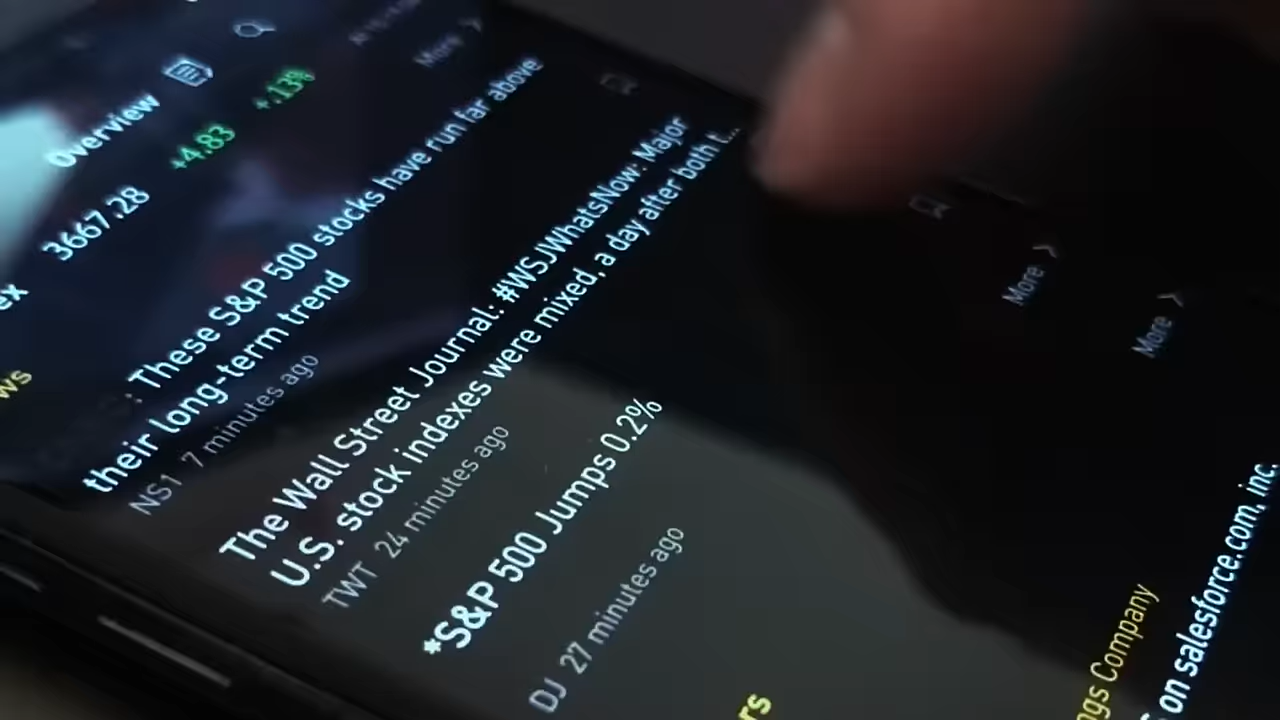 Overview
3667.28 +4.83 +.13%
More
These S&P 500 stocks have run far above
their long-term trend
NS1 7 minutes ago
The Wall Street Journal: #WSJWhatsNow: Major
U.S. stock indexes were mixed, a day after both t...
TWT 24 minutes ago
*S&P 500 Jumps 0.2%
DJ 27 minutes ago
More
More
ngs Company
on salesforce.com, inc.